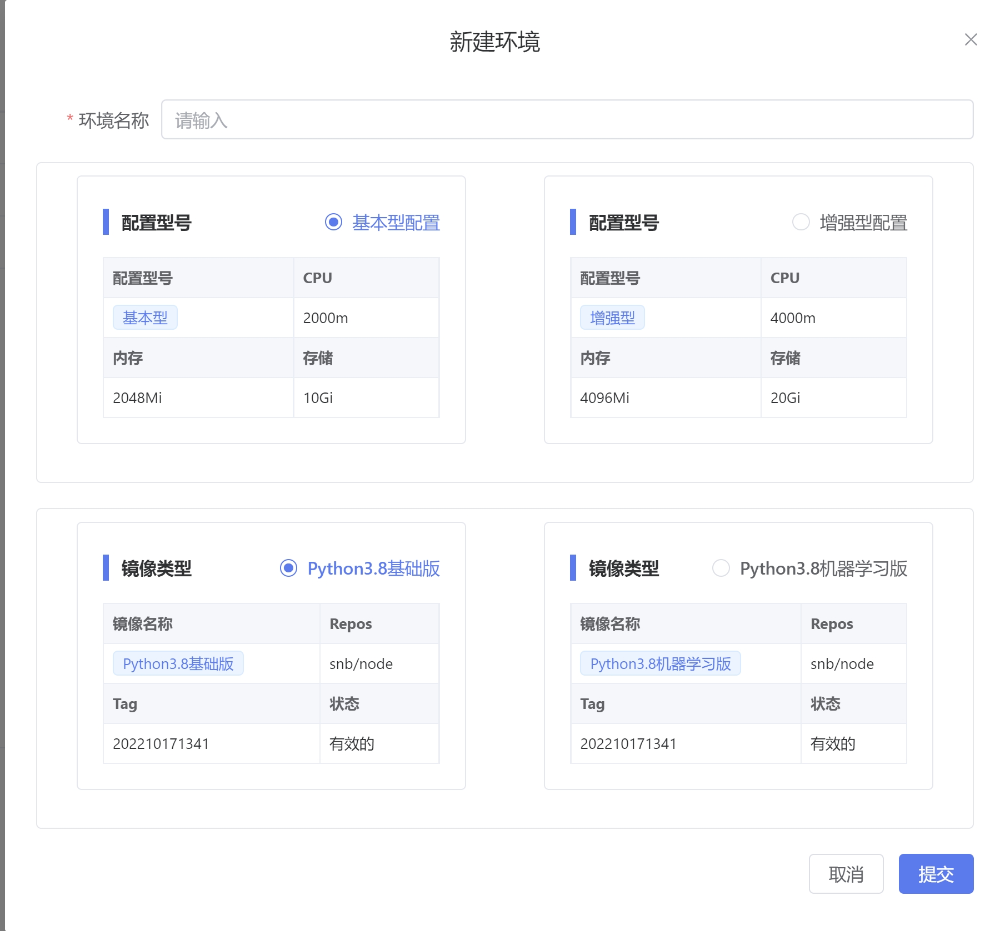 新建环境
* 环境名称 请输入
配置型号 基本型配置
配置型号 CPU
基本型 2000m
内存 存储
2048Mi 10Gi
配置型号 增强型配置
配置型号 CPU
增强型 4000m
内存 存储
4096Mi 20Gi
镜像类型 Python3.8基础版
镜像名称 Repos
Python3.8基础版 snb/node
Tag 状态
202210171341 有效的
镜像类型 Python3.8机器学习版
镜像名称 Repos
Python3.8机器学习版 snb/node
Tag 状态
202210171341 有效的
取消 提交